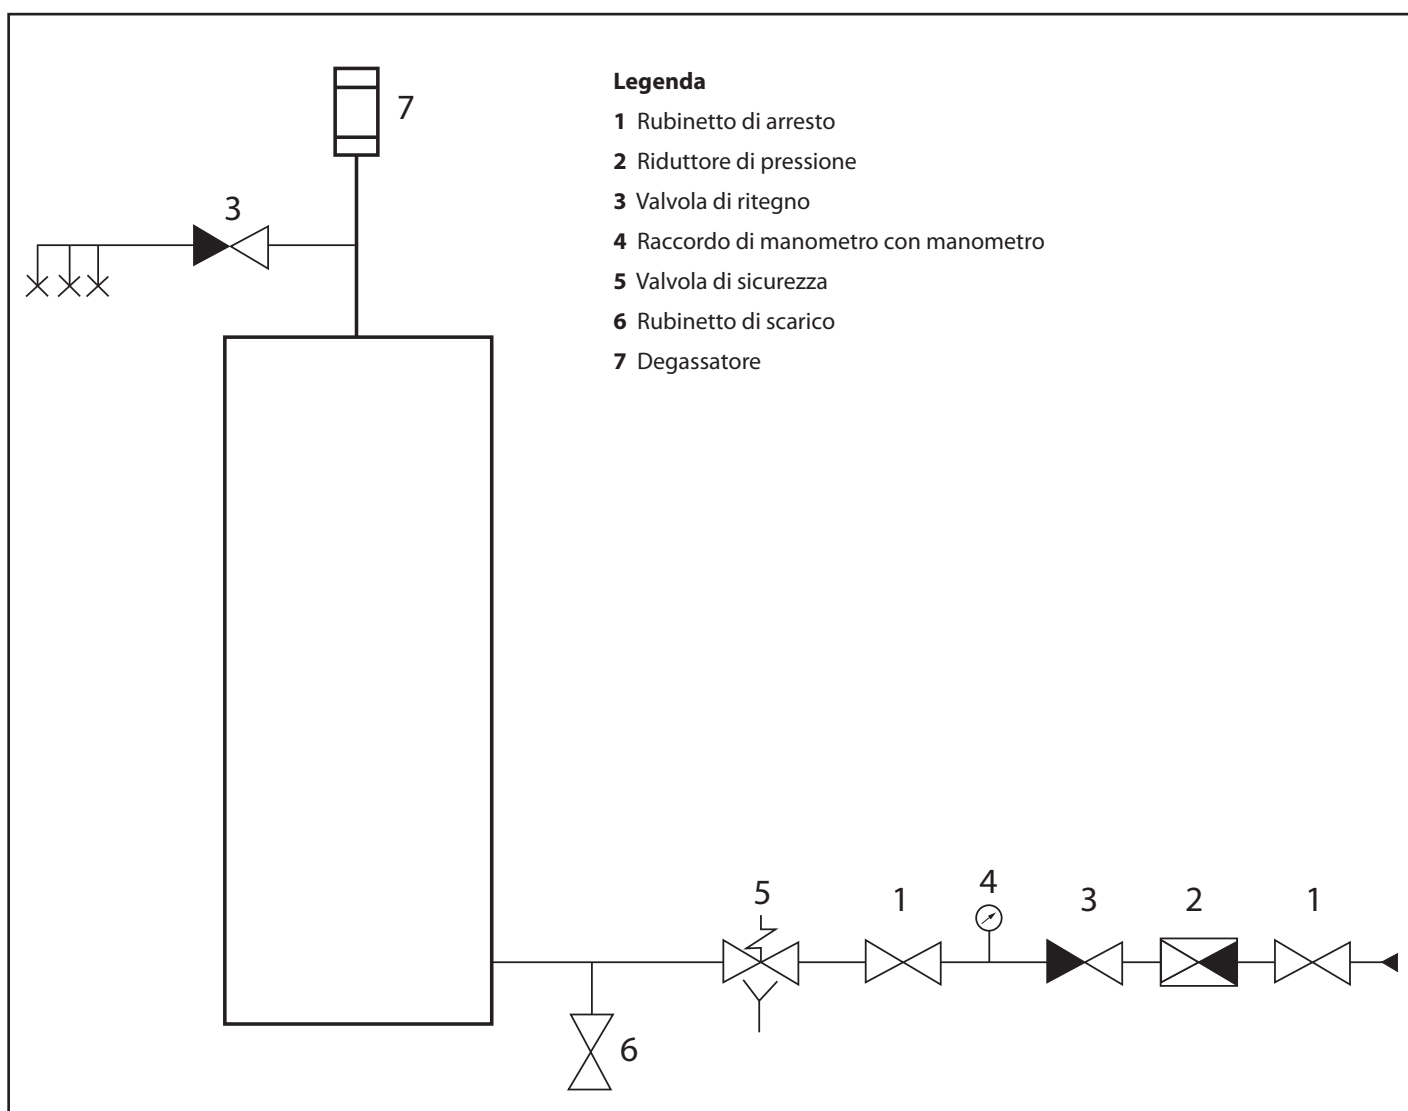 7
Legenda
1 Rubinetto di arresto
2 Riduttore di pressione
3 Valvola di ritegno
4 Raccordo di manometro con manometro
5 Valvola di sicurezza
6 Rubinetto di scarico
7 Degassatore
3
5 1 4 3 2 1
6